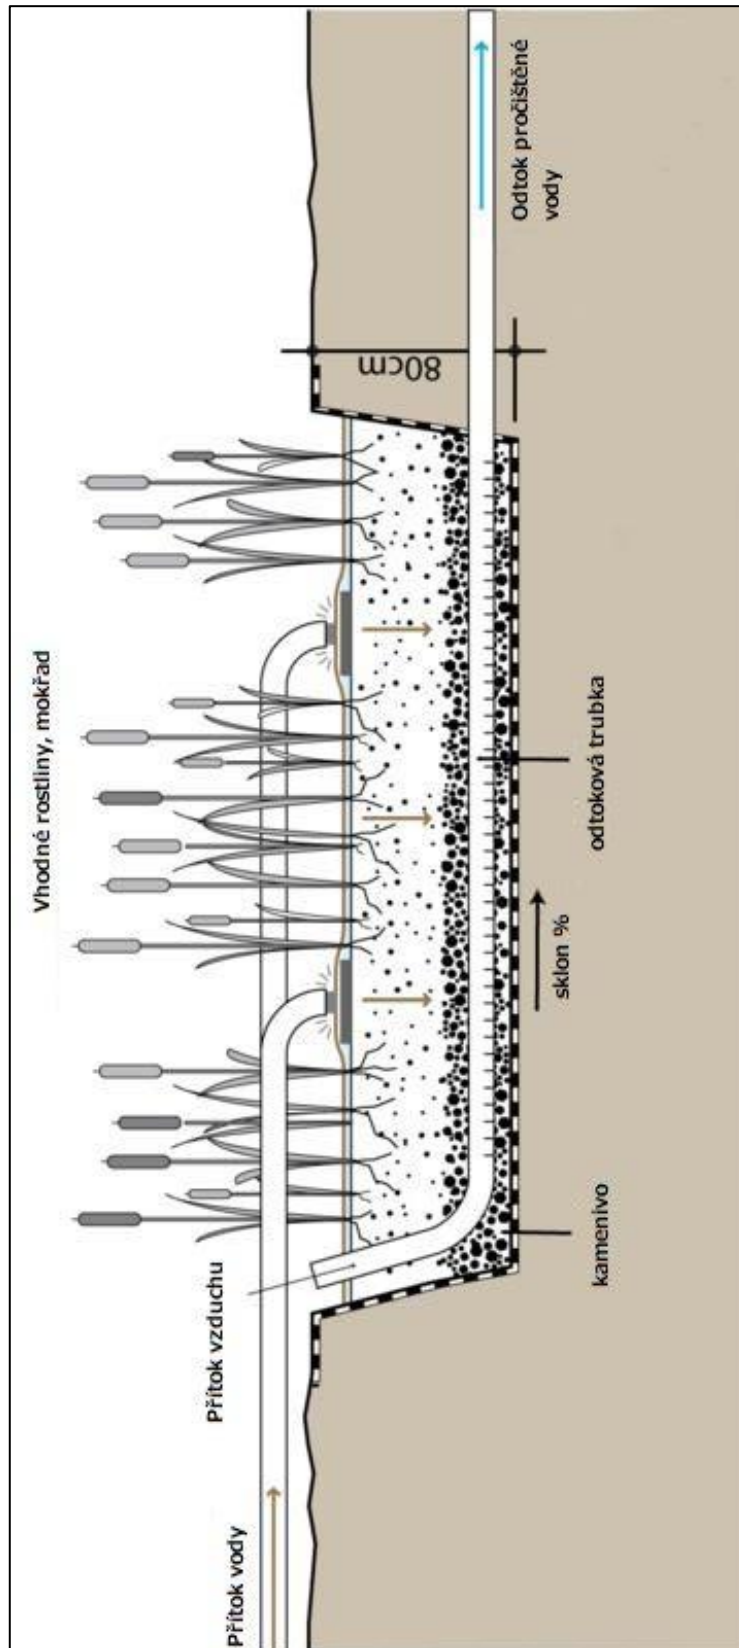 Vhodné rostliny, mokřad
Přítok vzduchu
Přítok vody
80cm
Odtok pročištěné
vody
sklon %
odtoková trubka
kamenivo